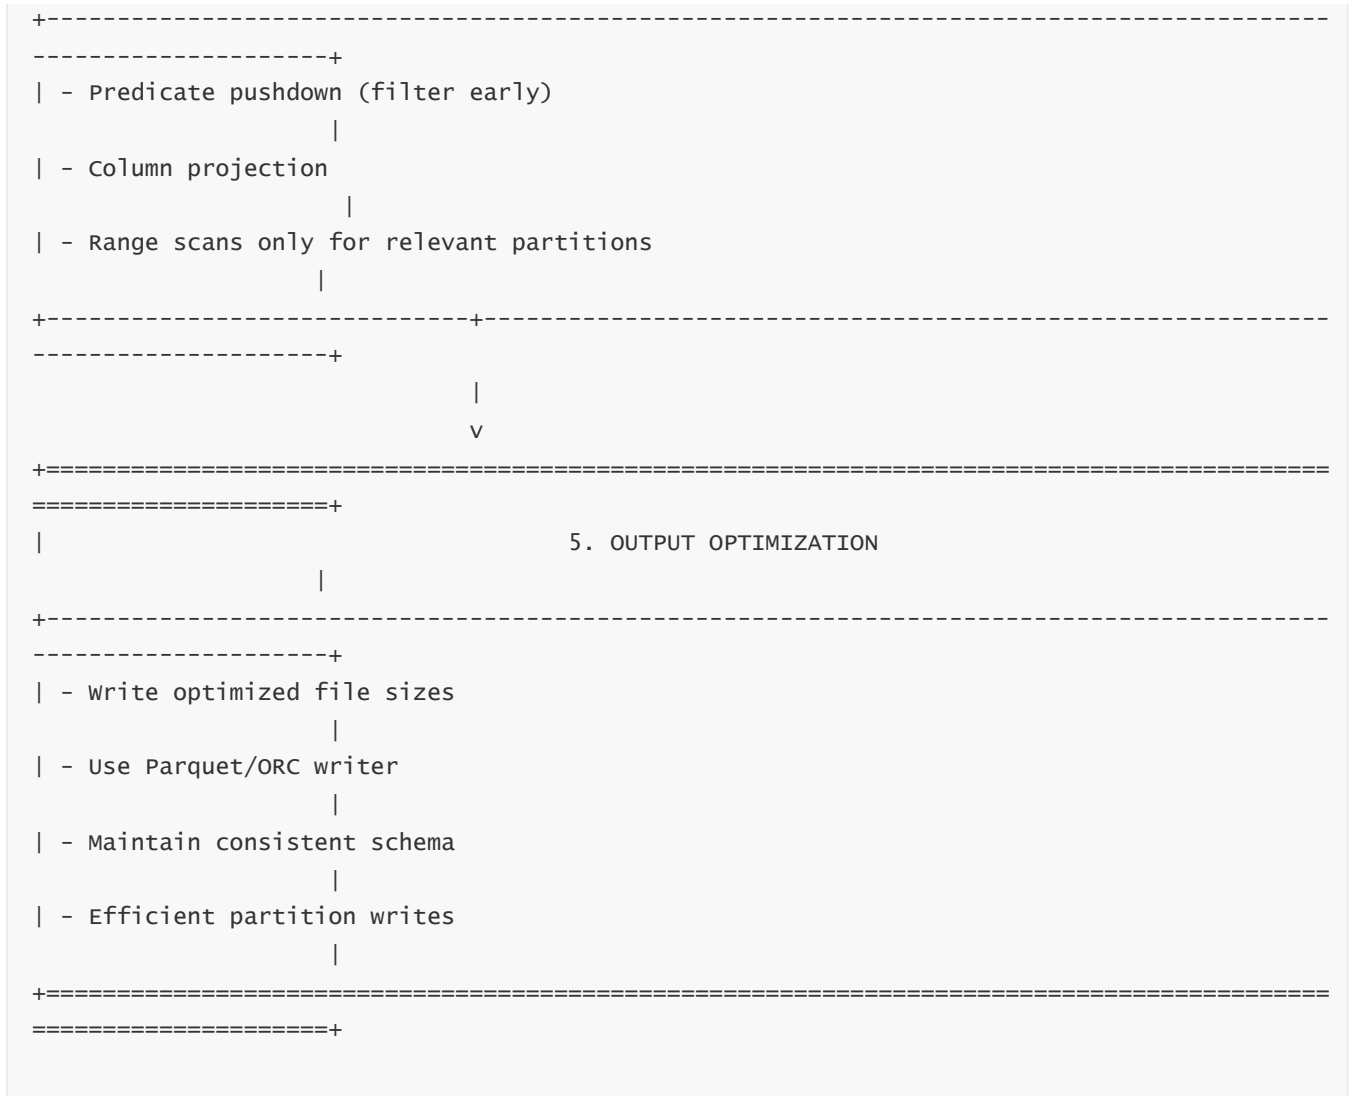 +-------------------------------------------------------------------------------------------
---------------------+
| - Predicate pushdown (filter early)
                     |
| - Column projection
                      |
| - Range scans only for relevant partitions
                    |
+------------------------------+------------------------------------------------------------
---------------------+
                               |
                               v
+===========================================================================================
=====================+
|                                     5. OUTPUT OPTIMIZATION
                    |
+-------------------------------------------------------------------------------------------
---------------------+
| - Write optimized file sizes
                     |
| - Use Parquet/ORC writer
                     |
| - Maintain consistent schema
                     |
| - Efficient partition writes
                     |
+===========================================================================================
=====================+